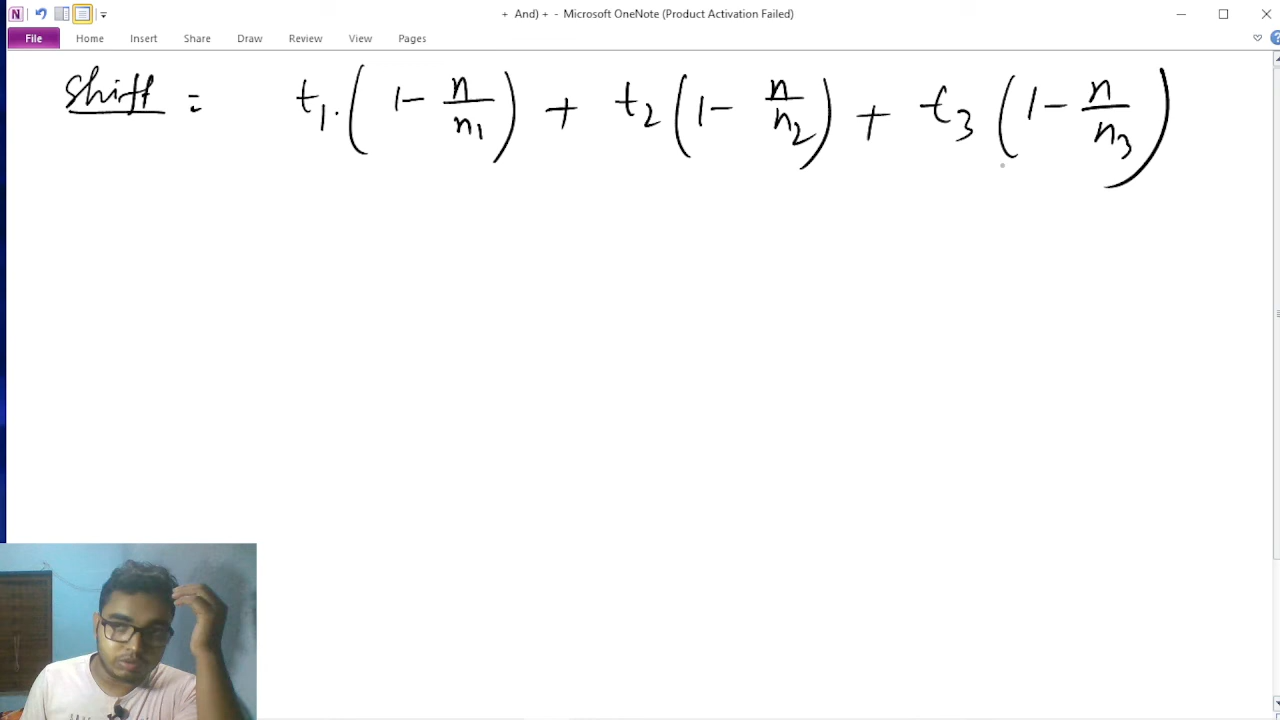 + And) + - Microsoft OneNote (Product Activation Failed)
File Home Insert Share Draw Review View Pages
Shift = t₁.(1 - n/n₁) + t₂(1 - n/n₂) + t₃(1 - n/n₃)